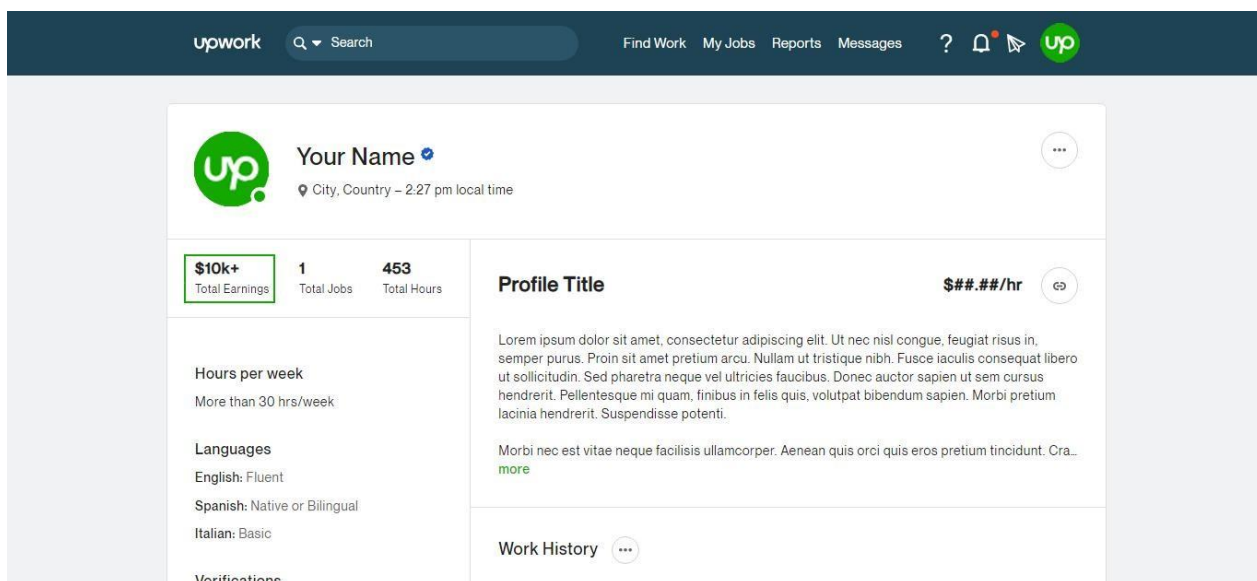 upwork Search Find Work My Jobs Reports Messages ? up
up
Your Name
City, Country – 2:27 pm local time
$10k+ 1 453
Total Earnings Total Jobs Total Hours
Profile Title $##.##/hr
Lorem ipsum dolor sit amet, consectetur adipiscing elit. Ut nec nisl congue, feugiat risus in,
semper purus. Proin sit amet pretium arcu. Nullam ut tristique nibh. Fusce iaculis consequat libero
ut sollicitudin. Sed pharetra neque vel ultricies faucibus. Donec auctor sapien ut sem cursus
hendrerit. Pellentesque mi quam, finibus in felis quis, volutpat bibendum sapien. Morbi pretium
lacinia hendrerit. Suspendisse potenti.
Morbi nec est vitae neque facilisis ullamcorper. Aenean quis orci quis eros pretium tincidunt. Cra...
more
Hours per week
More than 30 hrs/week
Languages
English: Fluent
Spanish: Native or Bilingual
Italian: Basic
Verifications
Work History